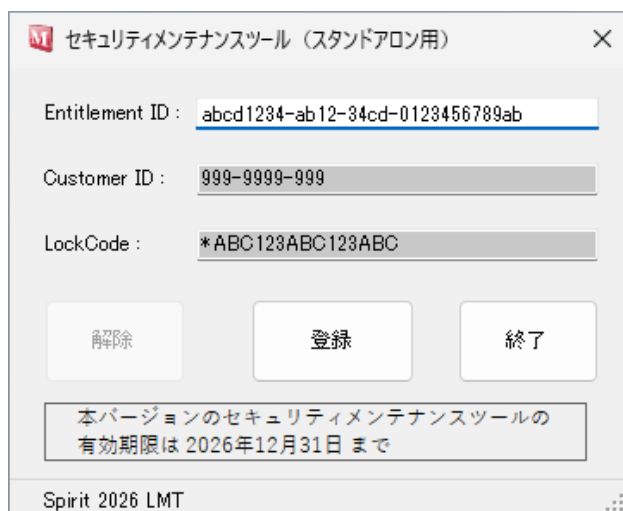 M セキュリティメンテナンスツール（スタンドアロン用）
Entitlement ID : abcd1234-ab12-34cd-0123456789ab
Customer ID : 999-9999-999
LockCode : *ABC123ABC123ABC
解除 登録 終了
本バージョンのセキュリティメンテナンスツールの
有効期限は 2026年12月31日 まで
Spirit 2026 LMT